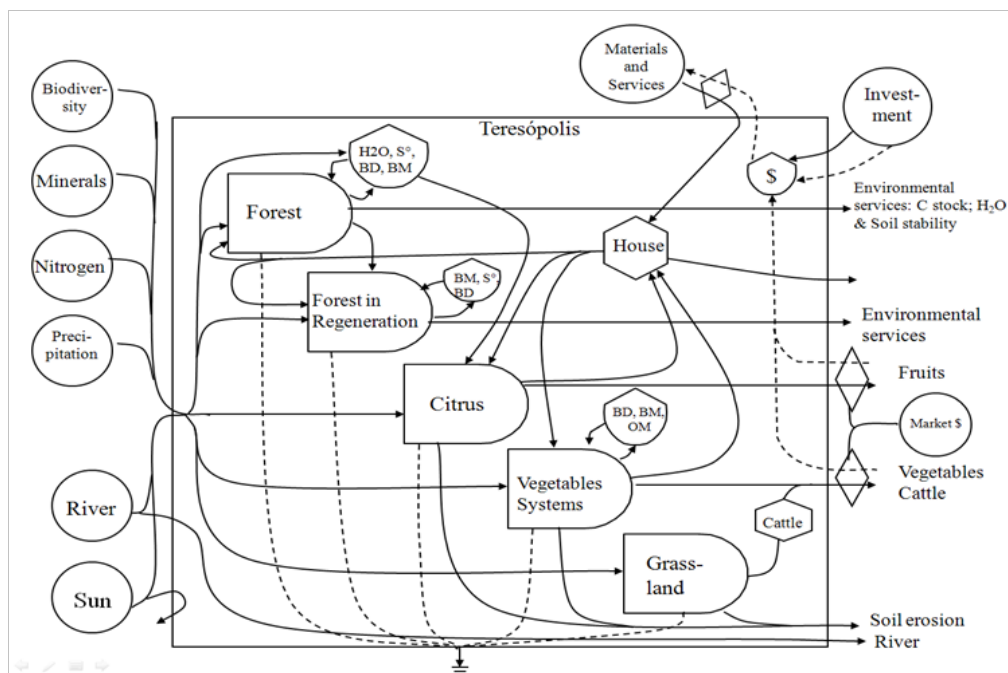 Materials
and
Services
Biodiver-
sity
Invest-
ment
Teresópolis
H2O, S°,
BD, BM
$
Minerals
Environmental
services: C stock; H₂O
& Soil stability
Forest
House
Nitrogen
BM, S°,
BD
Forest in
Regeneration
Environmental
services
Preci-
pitation
Fruits
Citrus
BD, BM,
OM
Market $
Vegetables
Cattle
Vegetables
Systems
River
Cattle
Grass-
land
Sun
Soil erosion
River